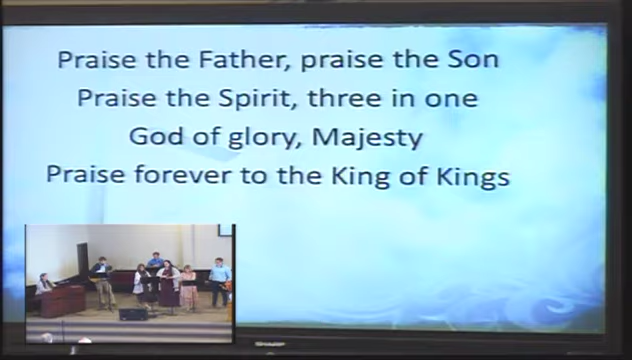 Praise the Father, praise the Son
Praise the Spirit, three in one
God of glory, Majesty
Praise forever to the King of Kings